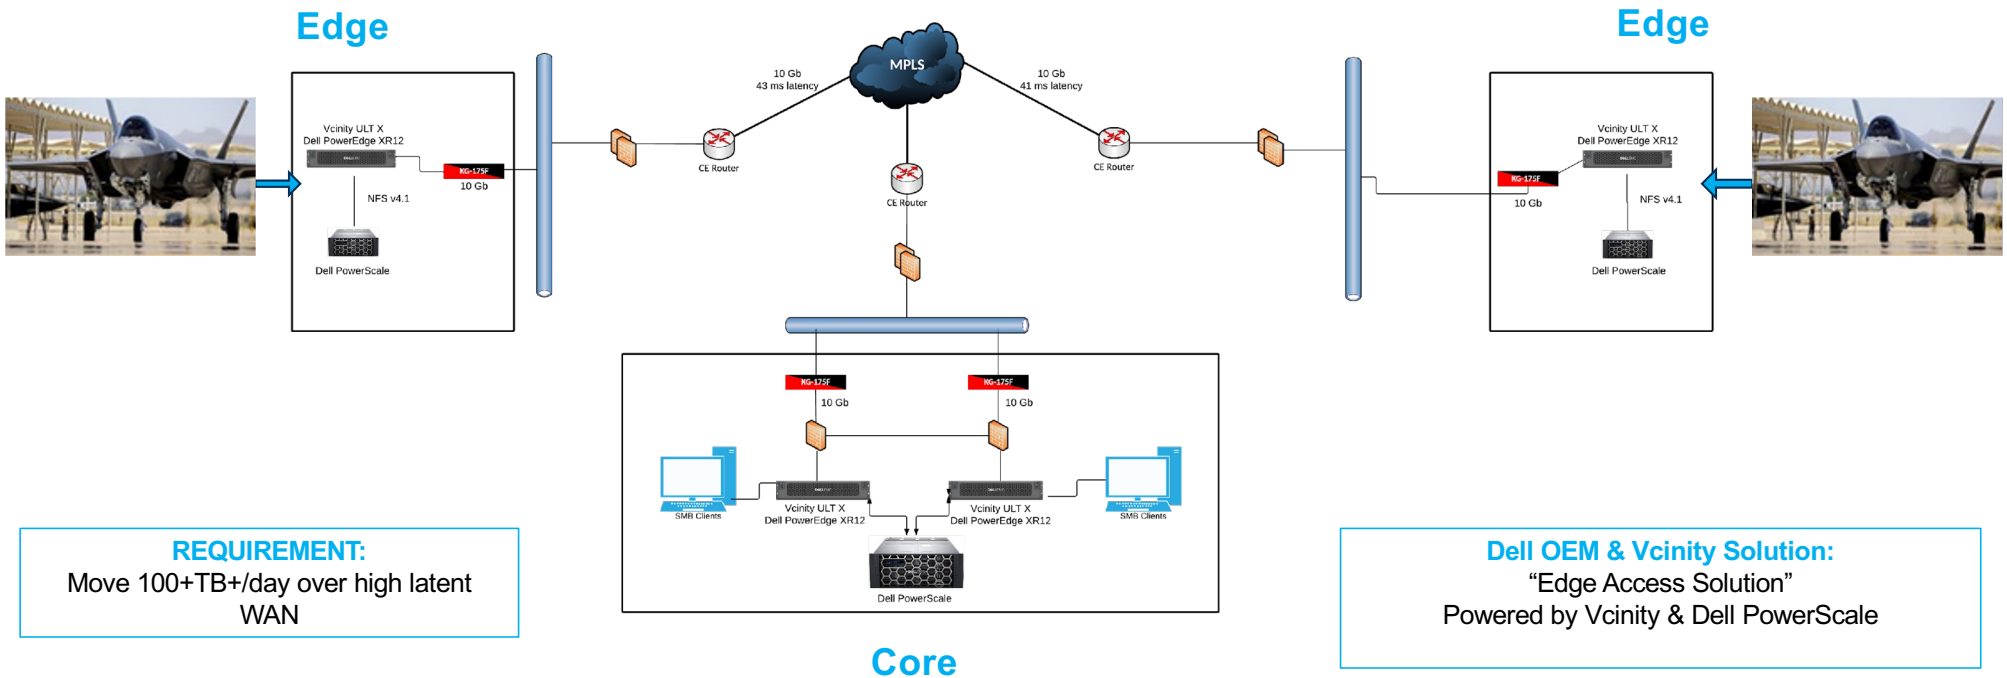 Edge
Edge
MPLS
10 Gb
43 ms latency
10 Gb
41 ms latency
Vcinity ULT X
Dell PowerEdge XR12
KG-175F
10 Gb
NFS v4.1
Dell PowerScale
CE Router
CE Router
CE Router
Vcinity ULT X
Dell PowerEdge XR12
KG-175F
10 Gb
NFS v4.1
Dell PowerScale
KG-175F
10 Gb
KG-175F
10 Gb
SMB Clients
Vcinity ULT X
Dell PowerEdge XR12
Vcinity ULT X
Dell PowerEdge XR12
SMB Clients
Dell PowerScale
REQUIREMENT:
Move 100+TB+/day over high latent
WAN
Dell OEM & Vcinity Solution:
“Edge Access Solution”
Powered by Vcinity & Dell PowerScale
Core